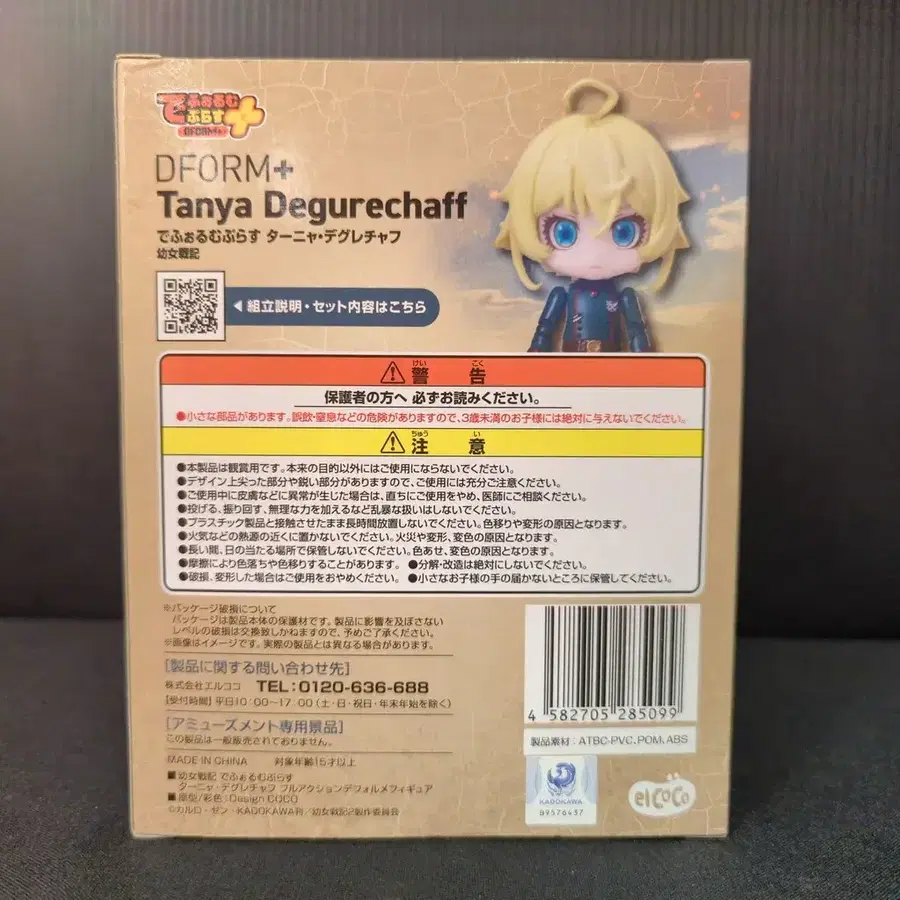 でふぉるむ
ぷらす
DFORM+
DFORM+
Tanya Degurechaff
でふぉるむぷらす ターニャ・デグレチャフ
幼女戦記
◀ 組立説明・セット内容はこちら
⚠ 警告
けい こく
保護者の方へ 必ずお読みください。
●小さな部品があります。誤飲・窒息などの危険がありますので、3歳未満のお子様には絶対に与えないでください。
⚠ 注意
ちゅう い
●本製品は観賞用です。本来の目的以外にはご使用にならないでください。
●デザイン上尖った部分や鋭い部分がありますので、ご使用には充分ご注意ください。
●ご使用中に皮膚などに異常が生じた場合は、直ちにご使用をやめ、医師にご相談ください。
●投げる、振り回す、無理な力を加えるなど乱暴な扱いはしないでください。
●プラスチック製品と接触させたまま長時間放置しないでください。色移りや変形の原因となります。
●火気などの熱源の近くに置かないでください。火災や変形、変色の原因となります。
●長い間、日の当たる場所で保管しないでください。色あせ、変色の原因となります。
●摩擦により色落ちや色移りすることがあります。 ●分解・改造は絶対にしないでください。
●破損、変形した場合はご使用をおやめください。 ●小さなお子様の手の届かないところに保管してください。
※パッケージ破損について
パッケージは製品本体の保護材です。製品に影響を及ぼさない
レベルの破損は交換致しかねますので、予めご了承ください。
※画像はイメージです。実際の製品とは異なる場合があります。
[製品に関する問い合わせ先]
株式会社エルココ TEL:0120-636-688
[受付時間] 平日10:00～17:00 (土・日・祝日・年末年始を除く)
[アミューズメント専用景品]
この製品は一般販売されておりません。
MADE IN CHINA 対象年齢15才以上
■幼女戦記 でふぉるむぷらす
ターニャ・デグレチャフ フルアクションデフォルメフィギュア
■原型/彩色:Design COCO
©カルロ・ゼン・KADOKAWA刊/幼女戦記2製作委員会
4 582705 285099
製品素材:ATBC-PVC、POM、ABS
KADOKAWA
B9576437
elCoCo